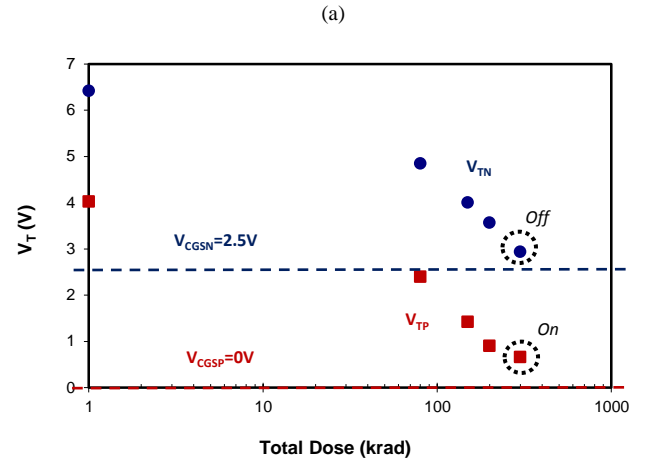 (a)
7
6
5
4
3
2
1
0
V_T (V)
V_TN
Off
V_CGSN=2.5V
V_TP
On
V_CGSP=0V
1 10 100 1000
Total Dose (krad)